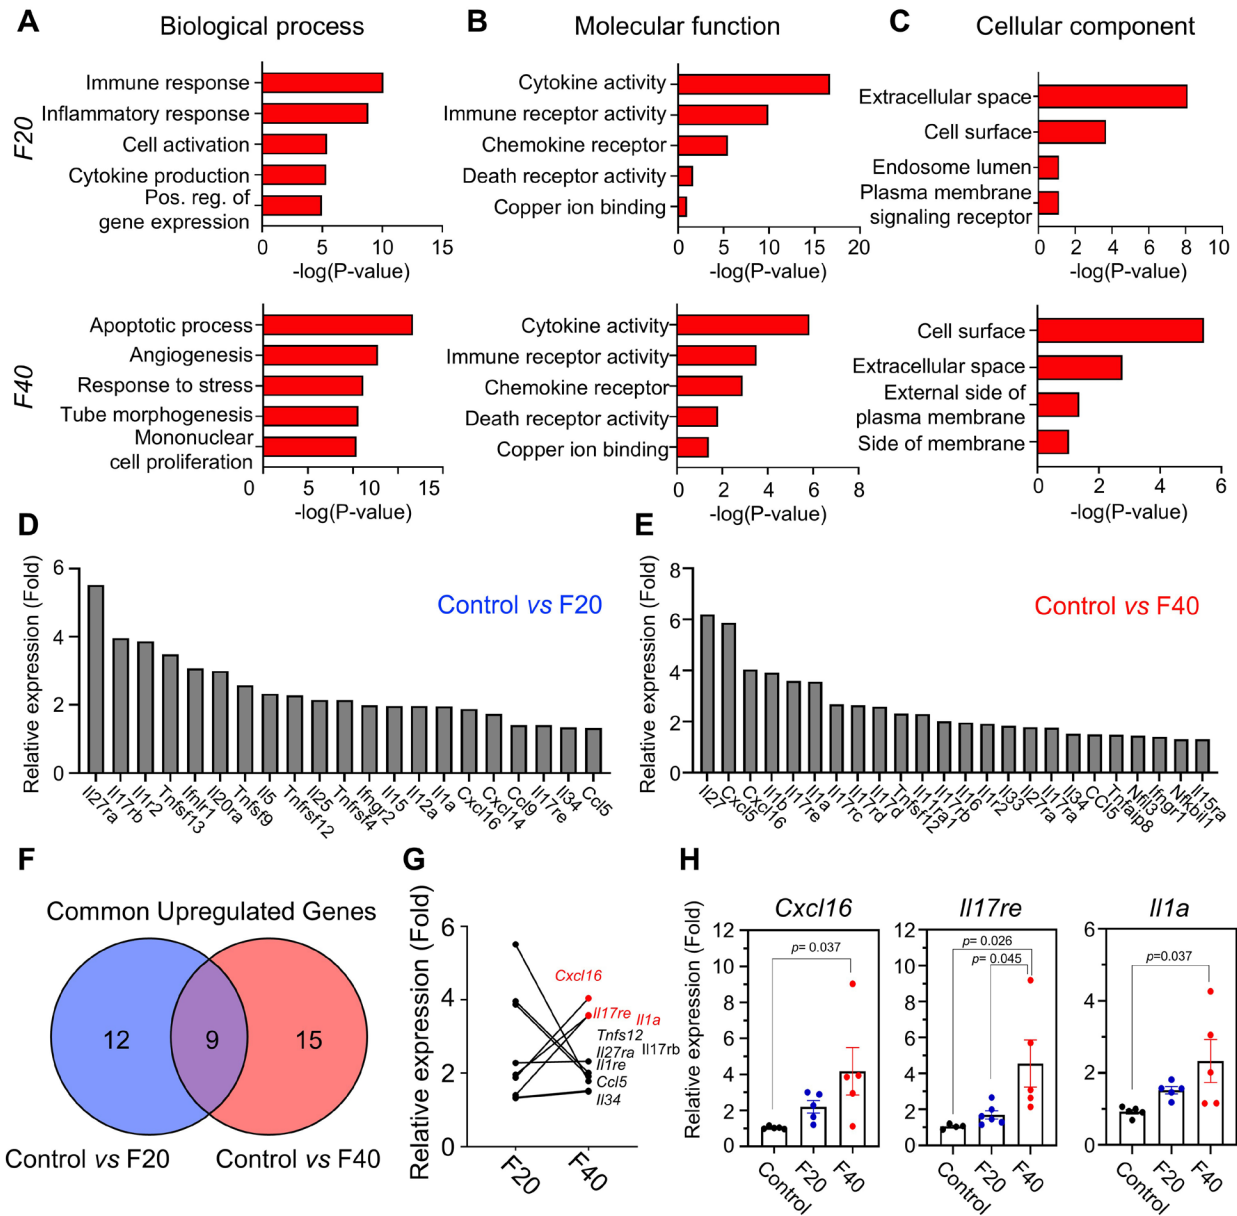 A Biological process
B Molecular function
C Cellular component
F20
Immune response
Inflammatory response
Cell activation
Cytokine production
Pos. reg. of
gene expression
0 5 10 15
-log(P-value)
Cytokine activity
Immune receptor activity
Chemokine receptor
Death receptor activity
Copper ion binding
0 5 10 15 20
-log(P-value)
Extracellular space
Cell surface
Endosome lumen
Plasma membrane
signaling receptor
0 2 4 6 8 10
-log(P-value)
F40
Apoptotic process
Angiogenesis
Response to stress
Tube morphogenesis
Mononuclear
cell proliferation
0 5 10 15
-log(P-value)
Cytokine activity
Immune receptor activity
Chemokine receptor
Death receptor activity
Copper ion binding
0 2 4 6 8
-log(P-value)
Cell surface
Extracellular space
External side of
plasma membrane
Side of membrane
0 2 4 6
-log(P-value)
D
Relative expression (Fold)
6
4
2
0
Control vs F20
Il27ra Il17rb Il1r2 Tnfsf13 Ifnlr1 Il20ra Tnfsf9 Il5 Tnfrsf12 Il25 Tnfrsf4 Ifngr2 Il15 Il12a Il1a Cxcl16 Cxcl14 Ccl9 Il17re Il34 Ccl5
E
Relative expression (Fold)
8
6
4
2
0
Control vs F40
Il27 Cxcl5 Cxcl16 Il1b Il17re Il1a Il17rc Il17d Tnfsf12 Il11ra1 Il17rb Il16 Il1r2 Il33 Il27ra Il17ra Il34 CCl5 Tnfaip8 Nfil3 Ifngr1 Nfkbil1 Il15ra
F
Common Upregulated Genes
12 9 15
Control vs F20 Control vs F40
G
Relative expression (Fold)
6
4
2
0
Cxcl16
Il17re Il1a
Tnfs12
Il27ra Il17rb
Il1re
Ccl5
Il34
F20 F40
H
Relative expression (Fold)
Cxcl16
12
10
8
6
4
2
0
p= 0.037
Control F20 F40
Il17re
12
10
8
6
4
2
0
p= 0.026
p= 0.045
Control F20 F40
Il1a
6
4
2
0
p=0.037
Control F20 F40